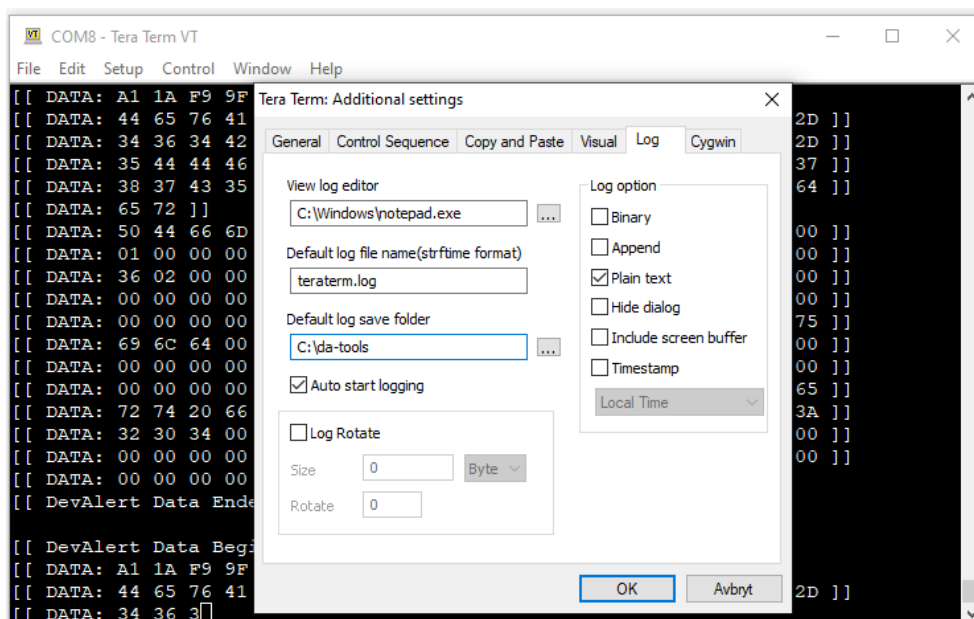 COM8 - Tera Term VT
File Edit Setup Control Window Help
[[ DATA: A1 1A F9 9F
[[ DATA: 44 65 76 41 2D ]]
[[ DATA: 34 36 34 42 2D ]]
[[ DATA: 35 44 44 46 37 ]]
[[ DATA: 38 37 43 35 64 ]]
[[ DATA: 65 72 ]]
[[ DATA: 50 44 66 6D 00 ]]
[[ DATA: 01 00 00 00 00 ]]
[[ DATA: 36 02 00 00 00 ]]
[[ DATA: 00 00 00 00 00 ]]
[[ DATA: 00 00 00 00 75 ]]
[[ DATA: 69 6C 64 00 00 ]]
[[ DATA: 00 00 00 00 00 ]]
[[ DATA: 00 00 00 00 65 ]]
[[ DATA: 72 74 20 66 3A ]]
[[ DATA: 32 30 34 00 00 ]]
[[ DATA: 00 00 00 00 00 ]]
[[ DATA: 00 00 00 00
[[ DevAlert Data Ende
[[ DevAlert Data Begi
[[ DATA: A1 1A F9 9F
[[ DATA: 44 65 76 41 2D ]]
[[ DATA: 34 36 3
Tera Term: Additional settings
General Control Sequence Copy and Paste Visual Log Cygwin
View log editor
C:\Windows\notepad.exe ...
Default log file name(strftime format)
teraterm.log
Default log save folder
C:\da-tools ...
Auto start logging
Log Rotate
Size 0 Byte
Rotate 0
Log option
Binary
Append
Plain text
Hide dialog
Include screen buffer
Timestamp
Local Time
OK Avbryt